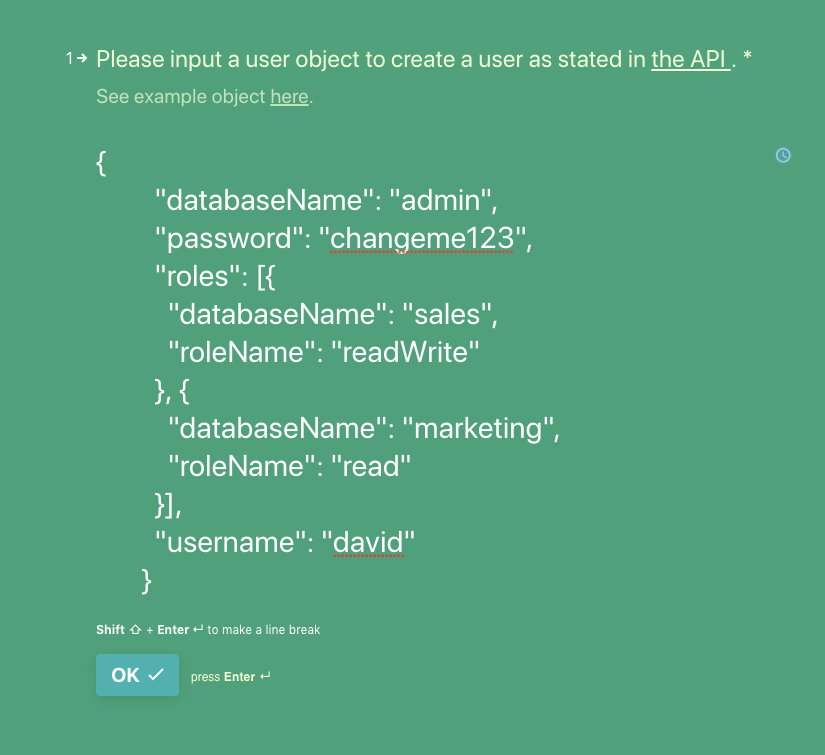 1 Please input a user object to create a user as stated in the API . *
See example object here.
{
"databaseName": "admin",
"password": "changeme123",
"roles": [{
"databaseName": "sales",
"roleName": "readWrite"
}, {
"databaseName": "marketing",
"roleName": "read"
}],
"username": "david"
}
Shift ⇧ + Enter ↵ to make a line break
OK ✓ press Enter ↵